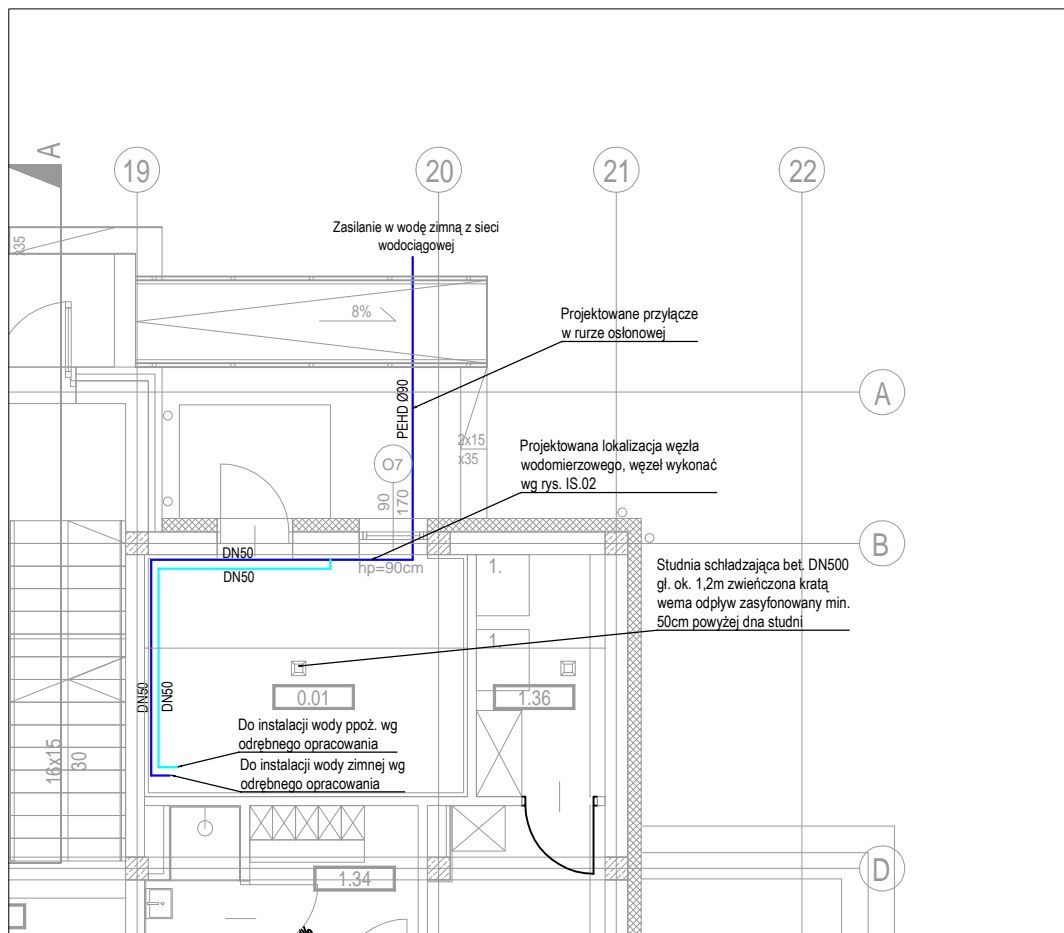 A
19
20
21
22
Zasilanie w wodę zimną z sieci
wodociągowej
x35
8%
Projektowane przyłącze
w rurze osłonowej
A
PEHD Ø90
2x15
x35
Projektowana lokalizacja węzła
wodomierzowego, węzeł wykonać
wg rys. IS.02
O7
90
170
B
DN50
DN50
hp=90cm
1.
Studnia schładzająca bet. DN500
gł. ok. 1,2m zwieńczona kratą
wema odpływ zasyfonowany min.
50cm powyżej dna studni
1.
DN50
DN50
0.01
1.36
Do instalacji wody ppoż. wg
odrębnego opracowania
Do instalacji wody zimnej wg
odrębnego opracowania
16x15
30
1.34
D